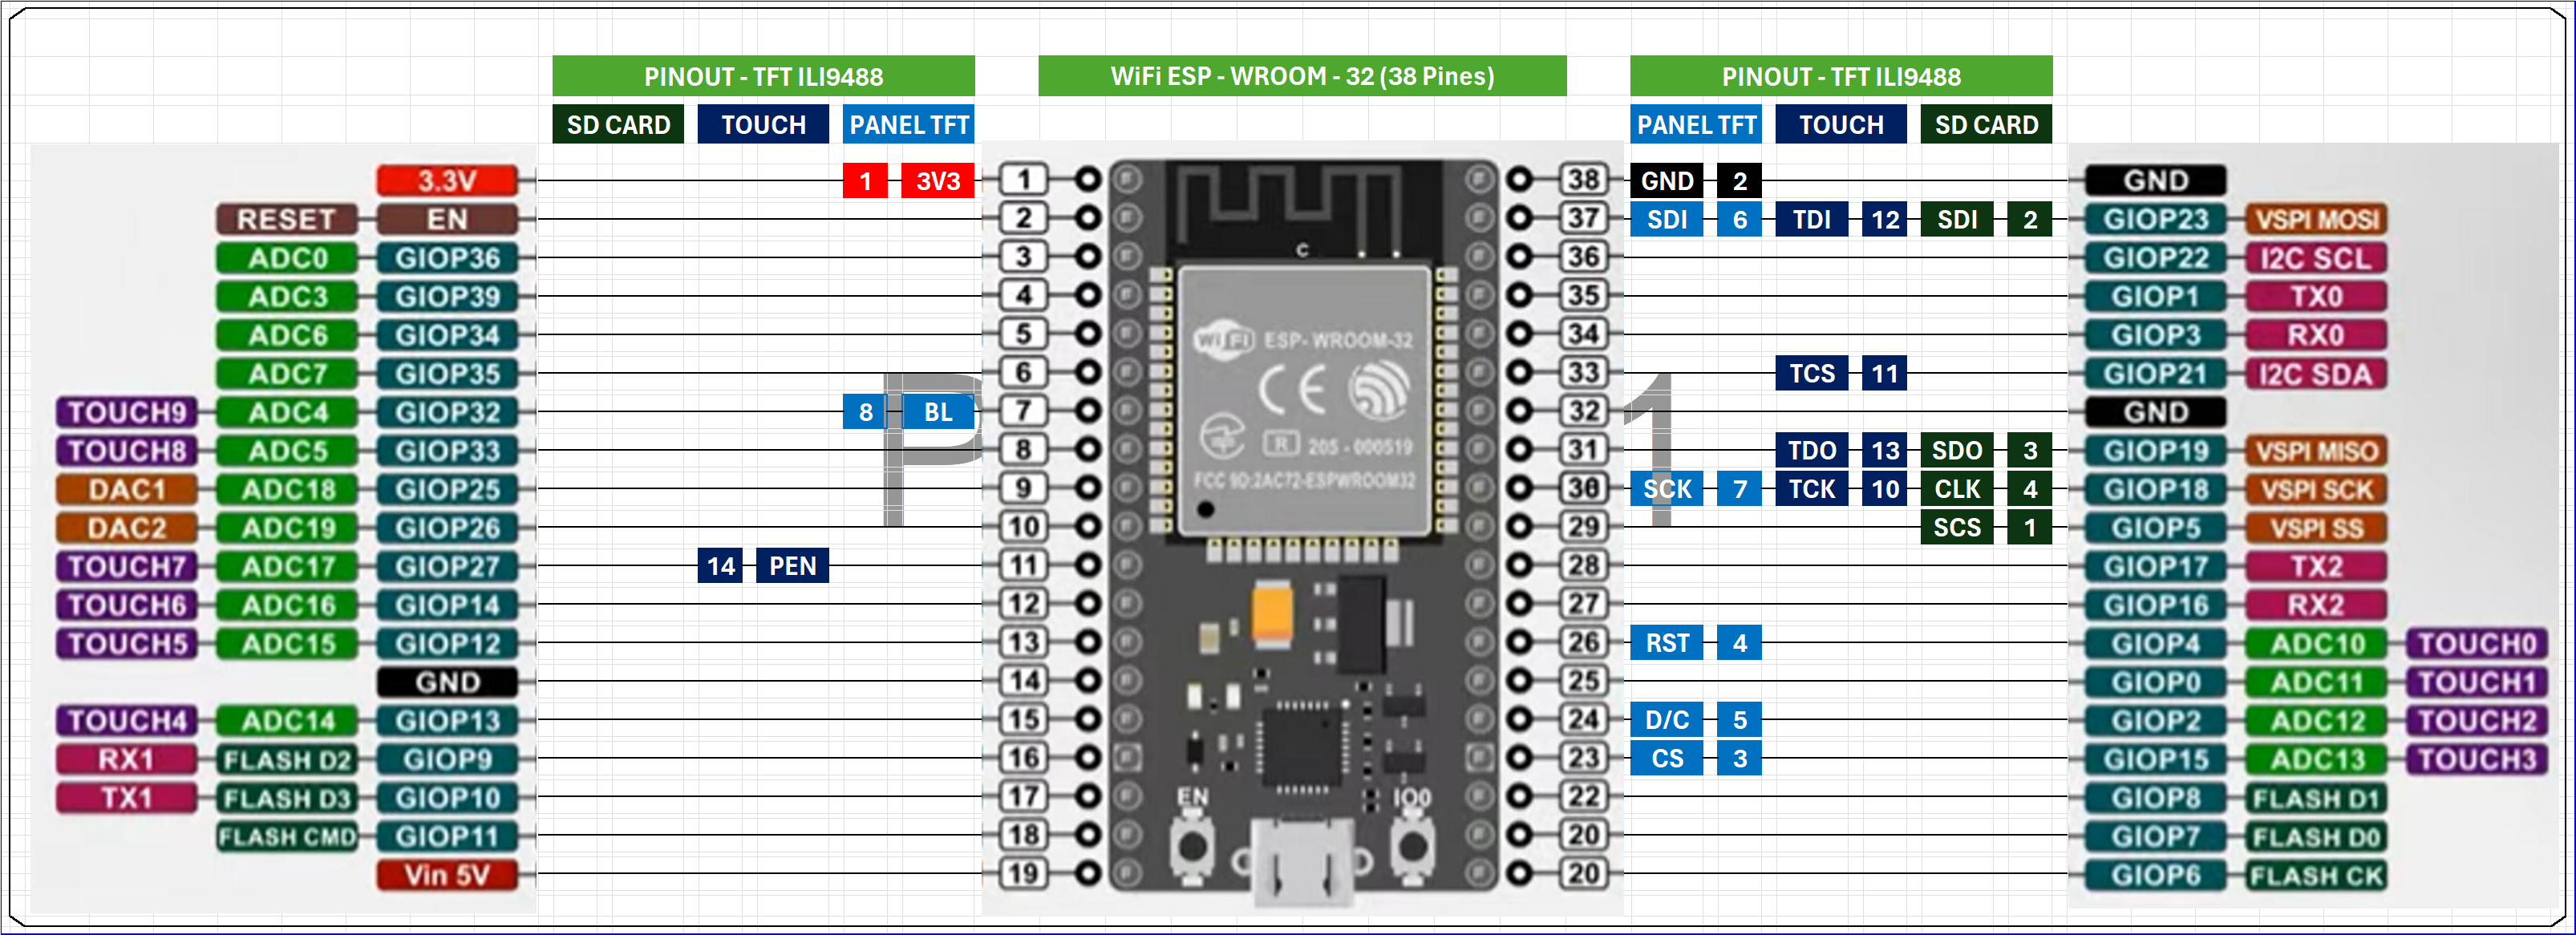 PINOUT - TFT ILI9488 WiFi ESP - WROOM - 32 (38 Pines) PINOUT - TFT ILI9488
SD CARD TOUCH PANEL TFT PANEL TFT TOUCH SD CARD
3.3V 1 3V3 1 38 GND 2 GND
RESET EN 2 37 SDI 6 TDI 12 SDI 2 GIOP23 VSPI MOSI
ADC0 GIOP36 3 C 36 GIOP22 I2C SCL
ADC3 GIOP39 4 35 GIOP1 TX0
ADC6 GIOP34 5 WiFi ESP- WROOM-32 34 GIOP3 RX0
ADC7 GIOP35 6 CE 33 TCS 11 GIOP21 I2C SDA
TOUCH9 ADC4 GIOP32 8 BL 7 32 GND
TOUCH8 ADC5 GIOP33 8 R 205 - 000519 31 TDO 13 SDO 3 GIOP19 VSPI MISO
DAC1 ADC18 GIOP25 9 FCC 9D:2AC72-ESPWROOM32 30 SCK 7 TCK 10 CLK 4 GIOP18 VSPI SCK
DAC2 ADC19 GIOP26 10 29 SCS 1 GIOP5 VSPI SS
TOUCH7 ADC17 GIOP27 14 PEN 11 28 GIOP17 TX2
TOUCH6 ADC16 GIOP14 12 27 GIOP16 RX2
TOUCH5 ADC15 GIOP12 13 26 RST 4 GIOP4 ADC10 TOUCH0
GND 14 25 GIOP0 ADC11 TOUCH1
TOUCH4 ADC14 GIOP13 15 24 D/C 5 GIOP2 ADC12 TOUCH2
RX1 FLASH D2 GIOP9 16 23 CS 3 GIOP15 ADC13 TOUCH3
TX1 FLASH D3 GIOP10 17 EN IO0 22 GIOP8 FLASH D1
FLASH CMD GIOP11 18 20 GIOP7 FLASH D0
Vin 5V 19 20 GIOP6 FLASH CK